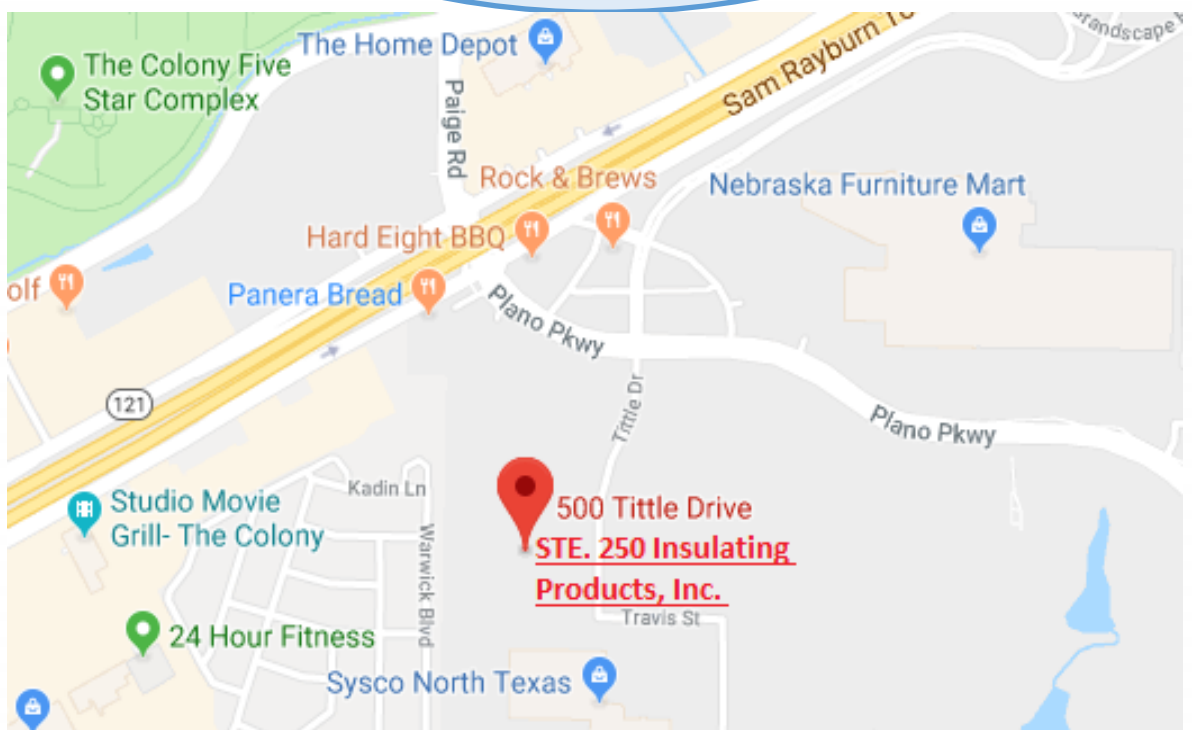 The Home Depot
The Colony Five
Star Complex
Paige Rd
Sam Rayburn To
randscape
Rock & Brews
Nebraska Furniture Mart
Hard Eight BBQ
olf
Panera Bread
Plano Pkwy
121
Tittle Dr
Plano Pkwy
Kadin Ln
Studio Movie
Grill- The Colony
500 Tittle Drive
STE. 250 Insulating
Products, Inc.
Warwick Blvd
Travis St
24 Hour Fitness
Sysco North Texas